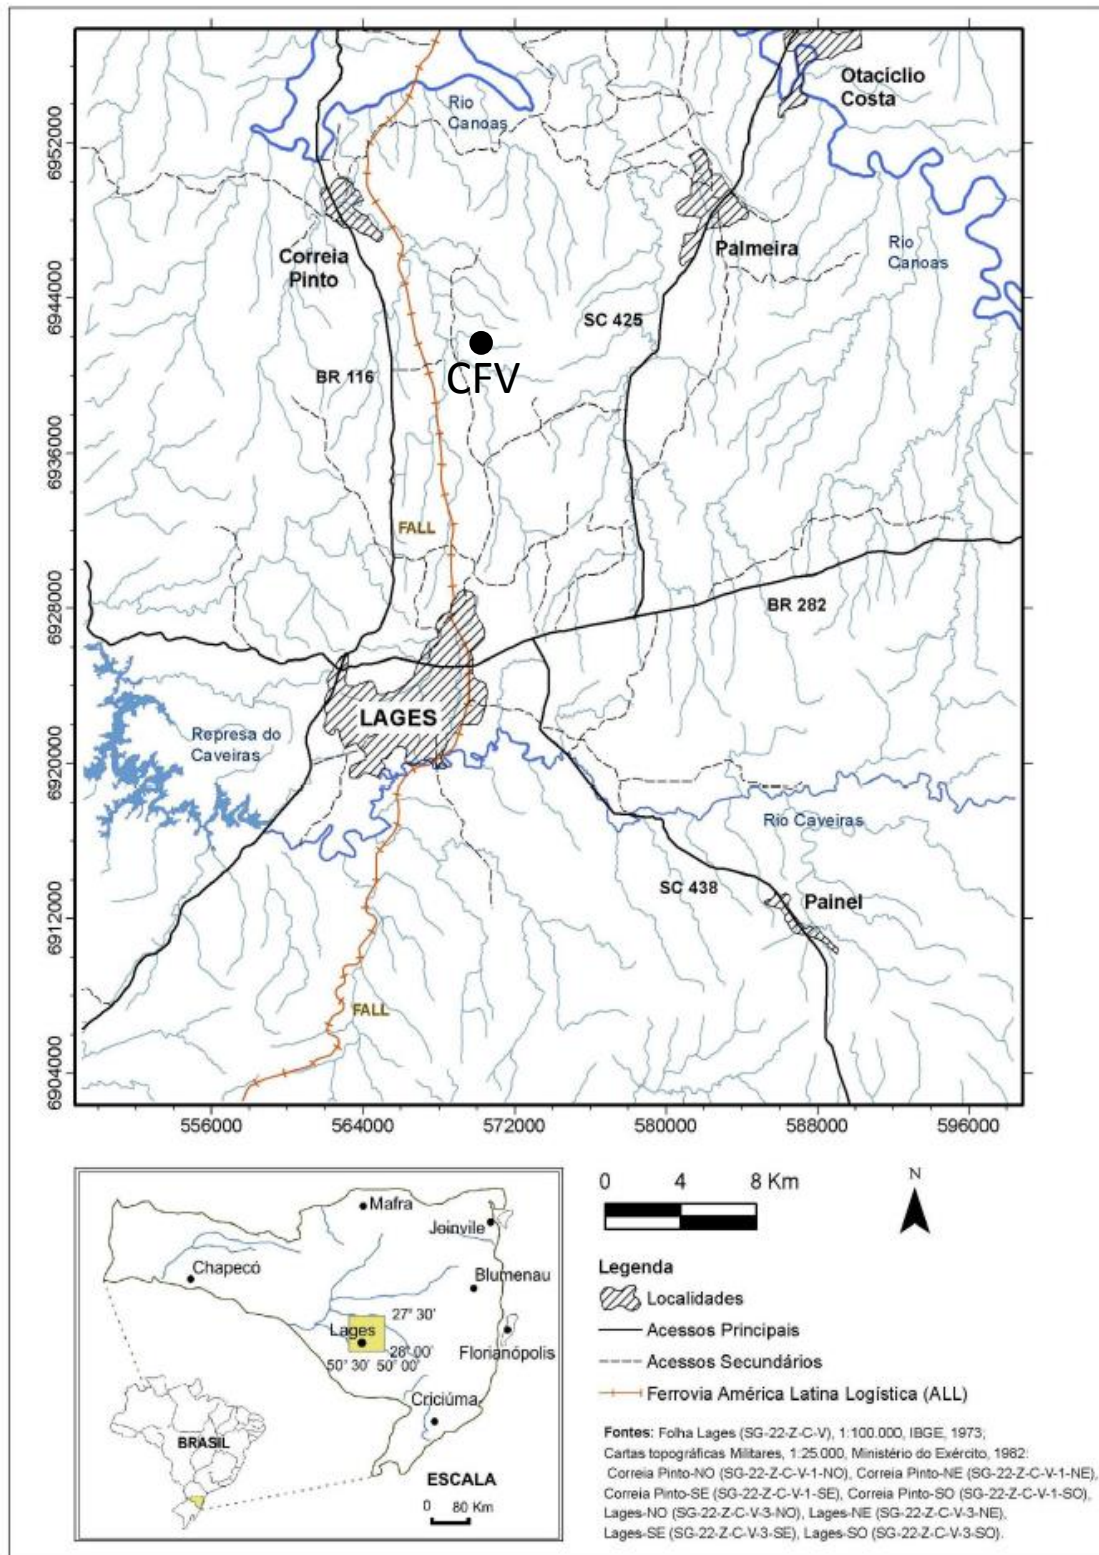 Otacíclio
Costa
Rio
Canoas
6952000
Palmeira
Rio
Canoas
Correia
Pinto
6944000
SC 425
BR 116
CFV
6936000
FALL
6928000
BR 282
LAGES
Represa do
Caveiras
6920000
Rio Caveiras
SC 438
Painel
6912000
FALL
6904000
556000 564000 572000 580000 588000 596000
Mafra
Joinvile
Chapecó
Blumenau
27° 30'
Lages
28° 00'
50° 30' 50° 00'
Florianópolis
Criciúma
BRASIL
ESCALA
0 80 Km
0 4 8 Km
N
Legenda
Localidades
Acessos Principais
Acessos Secundários
Ferrovia América Latina Logística (ALL)
Fontes: Folha Lages (SG-22-Z-C-V), 1:100.000, IBGE, 1973;
Cartas topográficas Militares, 1:25.000, Ministério do Exército, 1982:
Correia Pinto-NO (SG-22-Z-C-V-1-NO), Correia Pinto-NE (SG-22-Z-C-V-1-NE),
Correia Pinto-SE (SG-22-Z-C-V-1-SE), Correia Pinto-SO (SG-22-Z-C-V-1-SO),
Lages-NO (SG-22-Z-C-V-3-NO), Lages-NE (SG-22-Z-C-V-3-NE),
Lages-SE (SG-22-Z-C-V-3-SE), Lages-SO (SG-22-Z-C-V-3-SO).